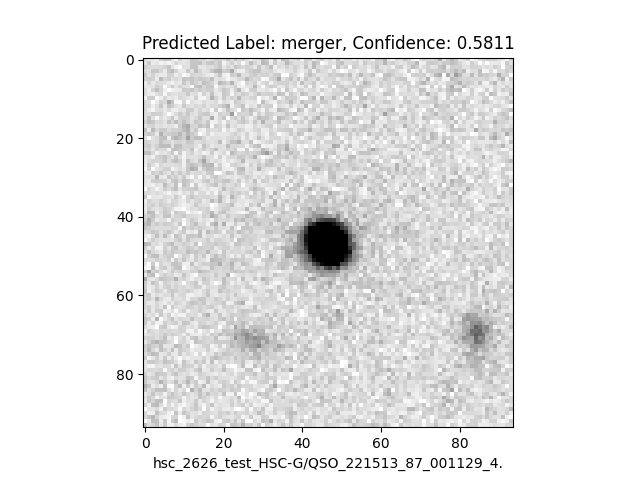 Predicted Label: merger, Confidence: 0.5811
0
20
40
60
80
0 20 40 60 80
hsc_2626_test_HSC-G/QSO_221513_87_001129_4.